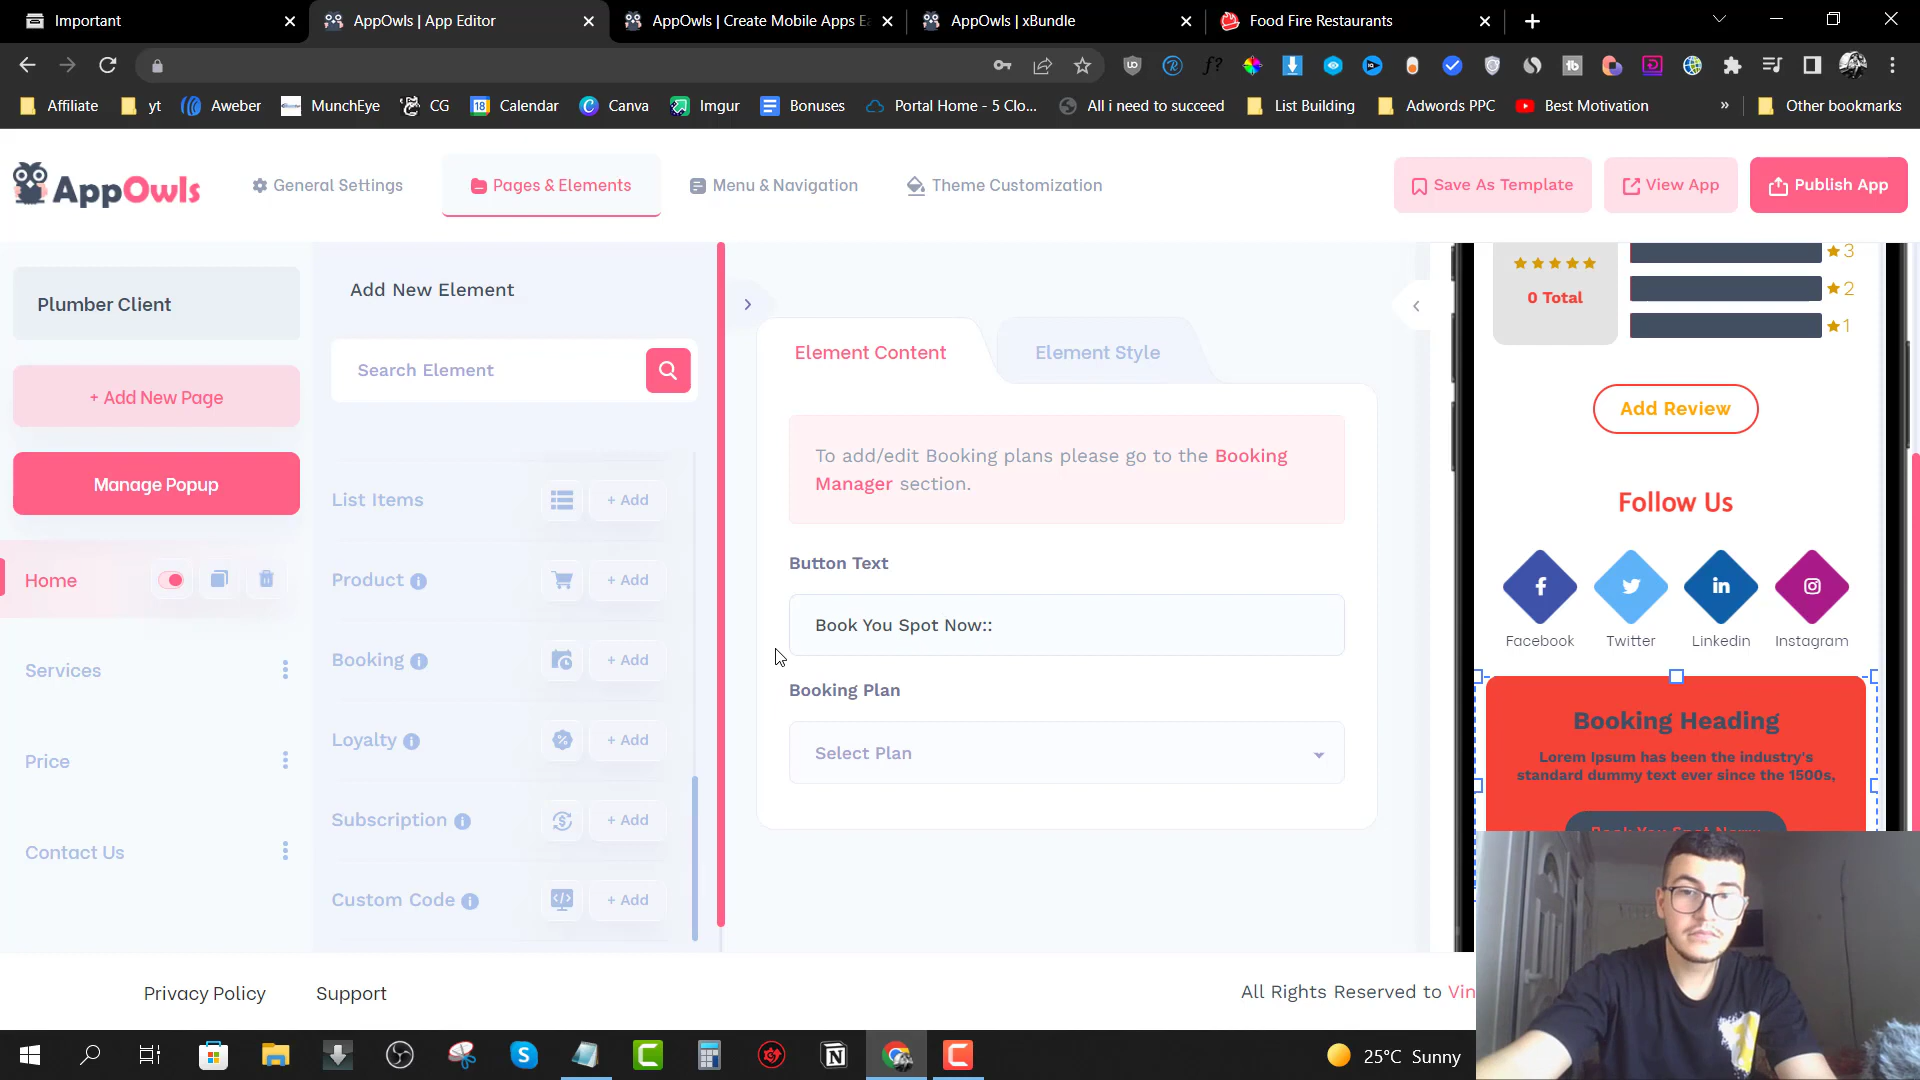 Important
AppOwls | App Editor
AppOwls | Create Mobile Apps Ea
AppOwls | xBundle
Food Fire Restaurants
Affiliate
yt
Aweber
MunchEye
CG
Calendar
Canva
Imgur
Bonuses
Portal Home - 5 Clo...
All i need to succeed
List Building
Adwords PPC
Best Motivation
»
Other bookmarks
AppOwls
General Settings
Pages & Elements
Menu & Navigation
Theme Customization
Save As Template
View App
Publish App
Plumber Client
+ Add New Page
Manage Popup
Home
Services
Price
Contact Us
Add New Element
Search Element
List Items
+ Add
Product
+ Add
Booking
+ Add
Loyalty
+ Add
Subscription
+ Add
Custom Code
+ Add
Element Content
Element Style
To add/edit Booking plans please go to the Booking
Manager section.
Button Text
Book You Spot Now::
Booking Plan
Select Plan
3
2
1
0 Total
Add Review
Follow Us
Facebook
Twitter
Linkedin
Instagram
Booking Heading
Lorem Ipsum has been the industry's
standard dummy text ever since the 1500s,
Privacy Policy
Support
All Rights Reserved to Vin
25°C Sunny